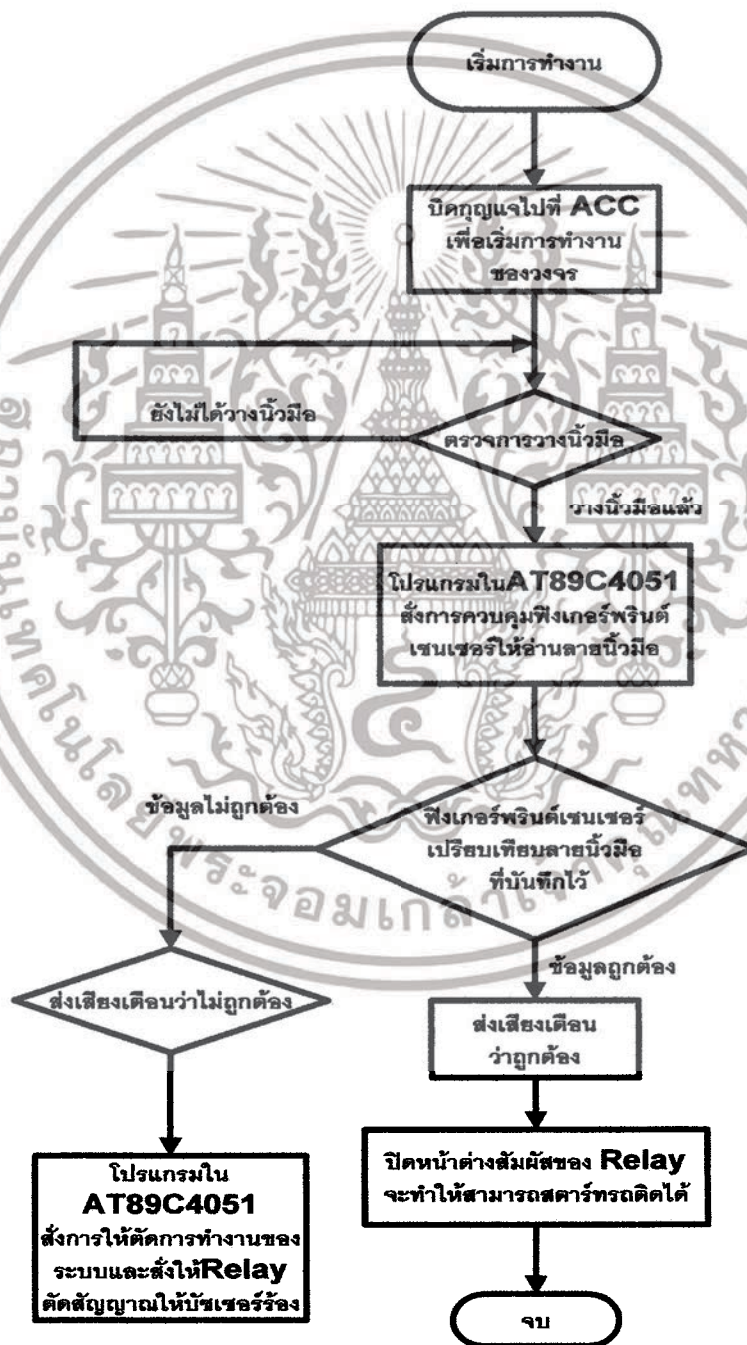 เริ่มการทำงาน
บิดกุญแจไปที่ ACC
เพื่อเริ่มการทำงาน
ของวงจร
ยังไม่ได้วางนิ้วมือ
ตรวจการวางนิ้วมือ
วางนิ้วมือแล้ว
โปรแกรมในAT89C4051
สั่งการควบคุมฟิงเกอร์พรินต์
เซนเซอร์ให้อ่านลายนิ้วมือ
ข้อมูลไม่ถูกต้อง
ฟิงเกอร์พรินต์เซนเซอร์
เปรียบเทียบลายนิ้วมือ
ที่บันทึกไว้
ข้อมูลถูกต้อง
ส่งเสียงเตือนว่าไม่ถูกต้อง
ส่งเสียงเตือน
ว่าถูกต้อง
โปรแกรมใน
AT89C4051
สั่งการให้ตัดการทำงานของ
ระบบและสั่งให้Relay
ตัดสัญญาณให้บัซเซอร์ร้อง
ปิดหน้าต่างสัมผัสของ Relay
จะทำให้สามารถสตาร์ทรถติดได้
จบ